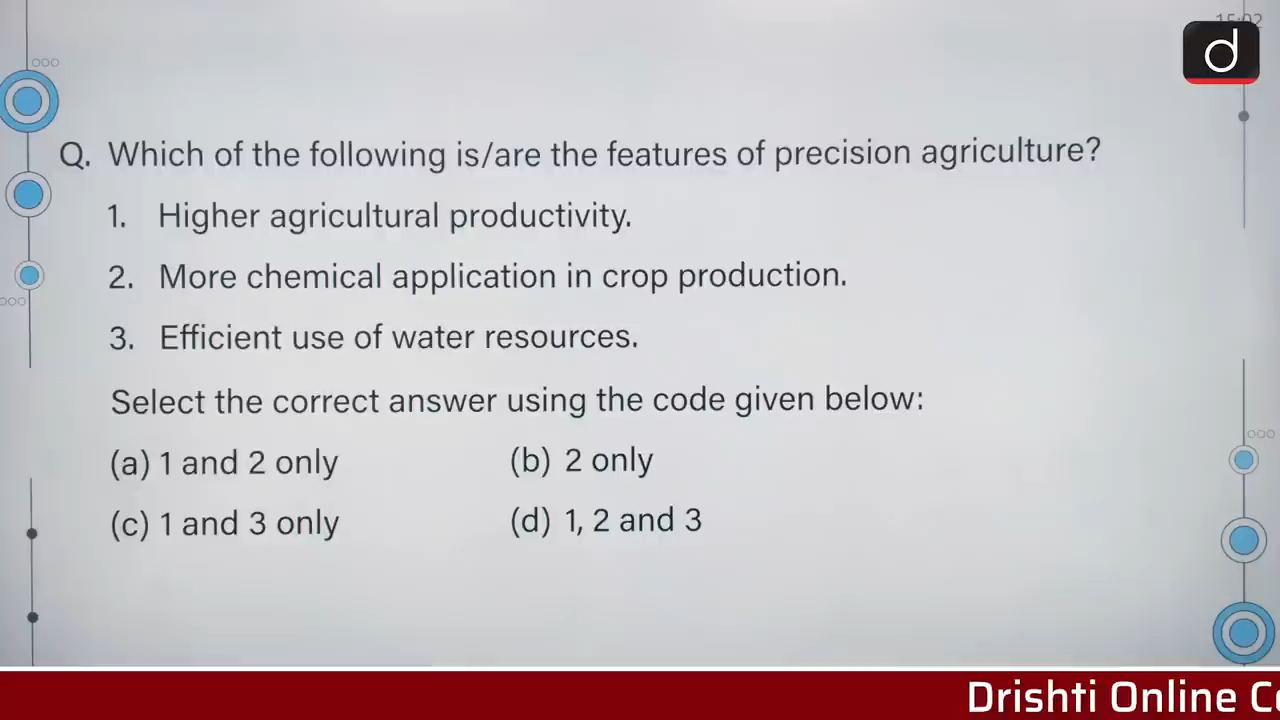 15:02
d
Q. Which of the following is/are the features of precision agriculture?
1. Higher agricultural productivity.
2. More chemical application in crop production.
3. Efficient use of water resources.
Select the correct answer using the code given below:
(a) 1 and 2 only (b) 2 only
(c) 1 and 3 only (d) 1, 2 and 3
Drishti Online